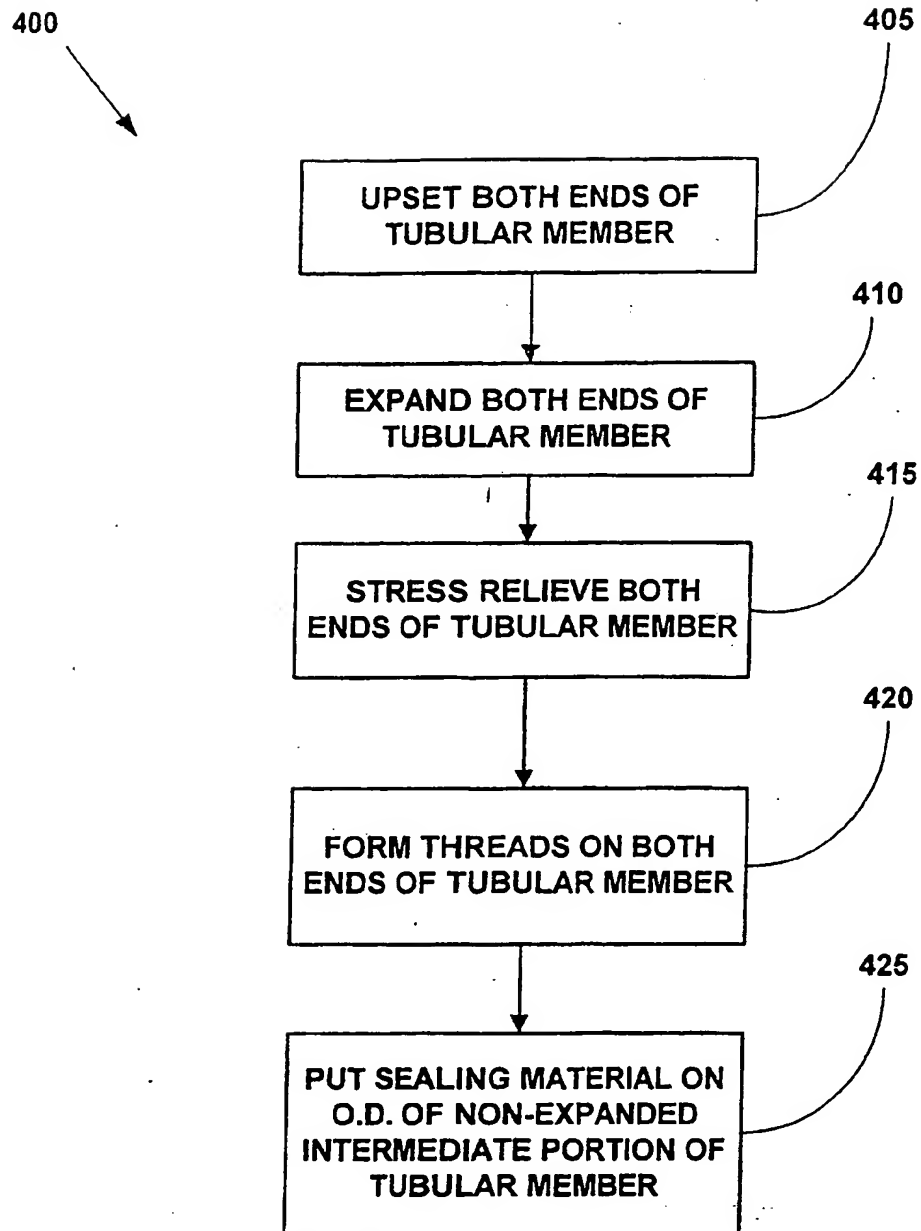 400
405
UPSET BOTH ENDS OF
TUBULAR MEMBER
410
EXPAND BOTH ENDS OF
TUBULAR MEMBER
415
STRESS RELIEVE BOTH
ENDS OF TUBULAR MEMBER
420
FORM THREADS ON BOTH
ENDS OF TUBULAR MEMBER
425
PUT SEALING MATERIAL ON
O.D. OF NON-EXPANDED
INTERMEDIATE PORTION OF
TUBULAR MEMBER